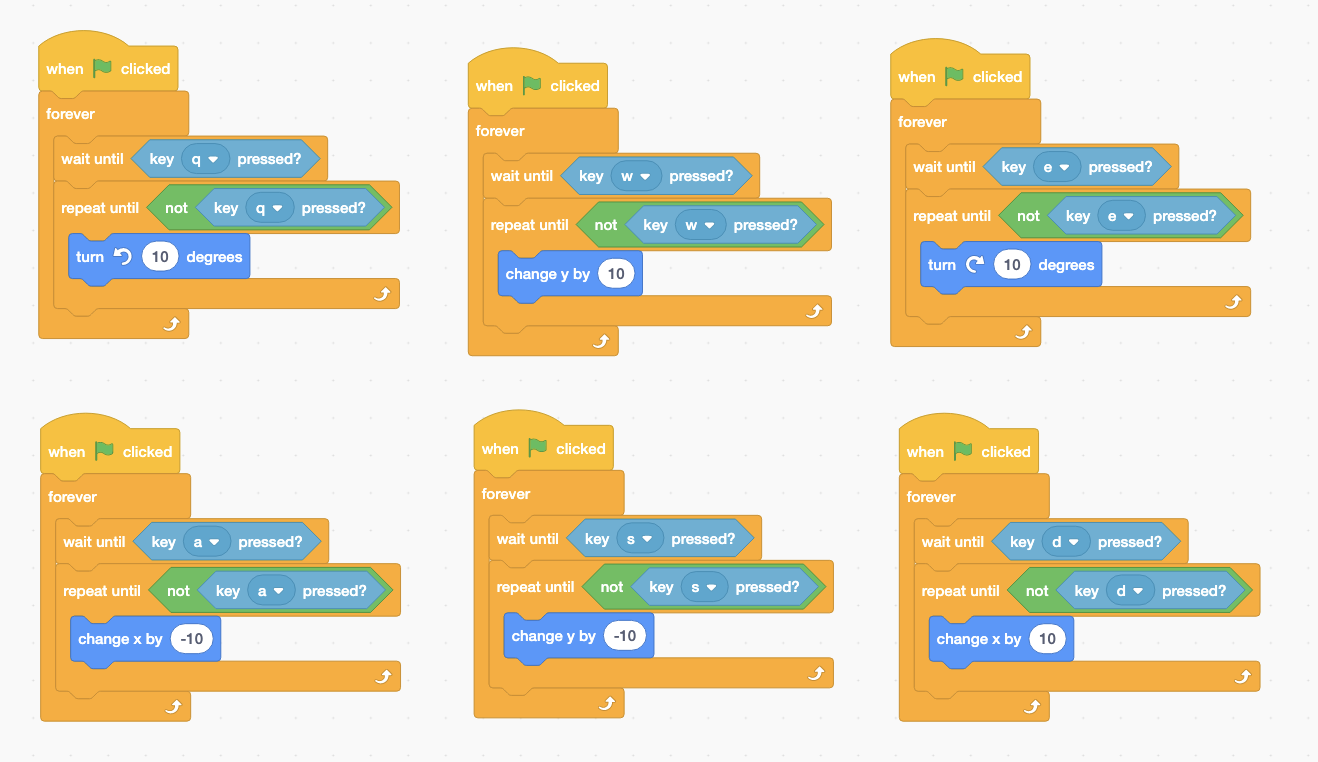 when clicked
forever
wait until key q pressed?
repeat until not key q pressed?
turn 10 degrees
when clicked
forever
wait until key w pressed?
repeat until not key w pressed?
change y by 10
when clicked
forever
wait until key e pressed?
repeat until not key e pressed?
turn 10 degrees
when clicked
forever
wait until key a pressed?
repeat until not key a pressed?
change x by -10
when clicked
forever
wait until key s pressed?
repeat until not key s pressed?
change y by -10
when clicked
forever
wait until key d pressed?
repeat until not key d pressed?
change x by 10